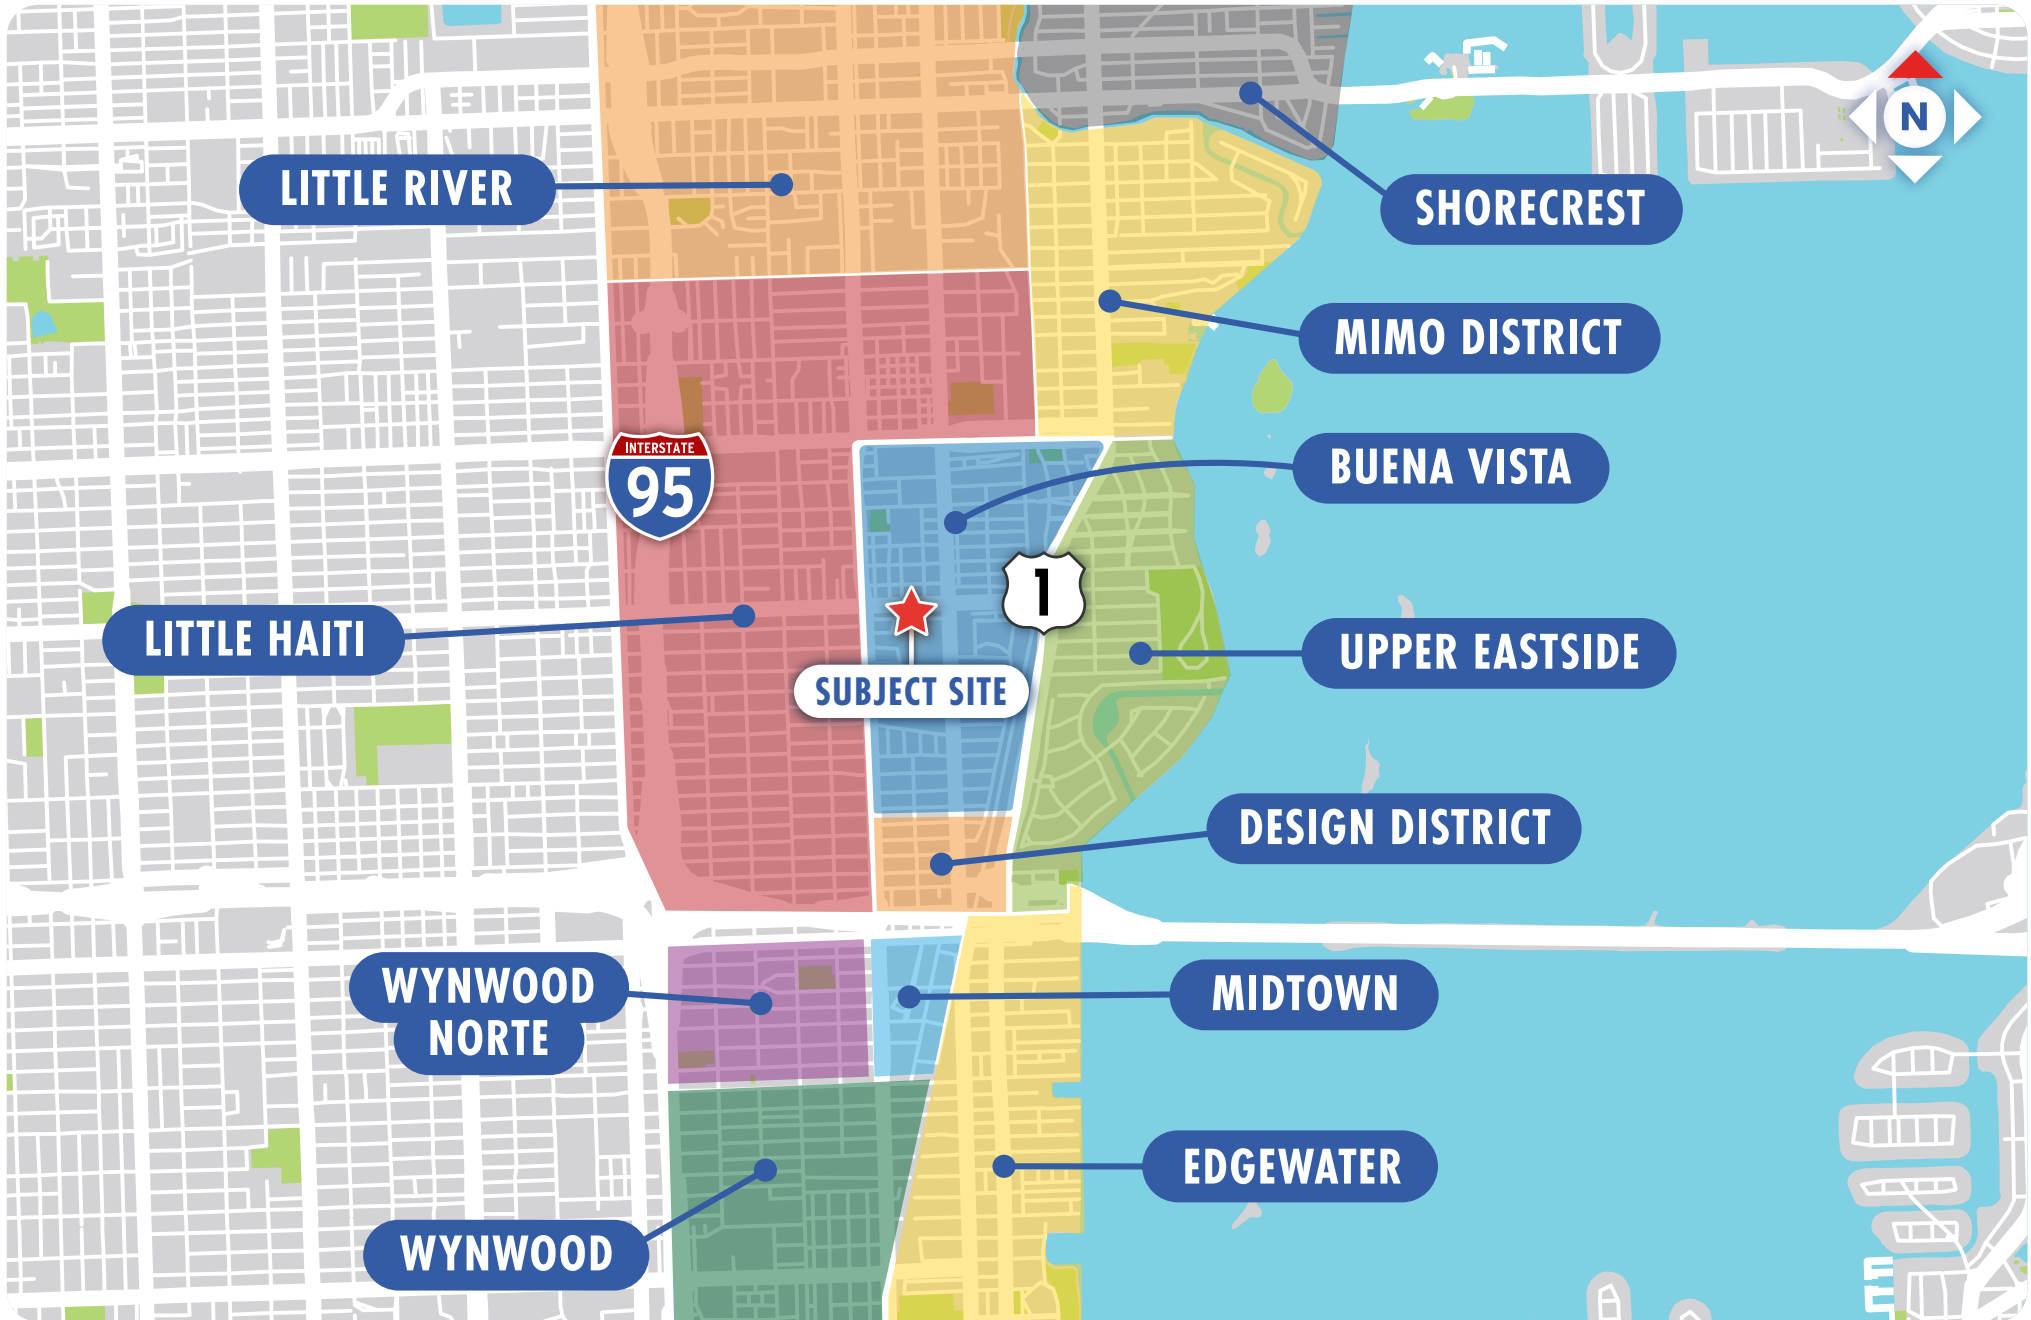 N
LITTLE RIVER
SHORECREST
MIMO DISTRICT
INTERSTATE
95
BUENA VISTA
1
LITTLE HAITI
UPPER EASTSIDE
SUBJECT SITE
DESIGN DISTRICT
WYNWOOD
NORTE
MIDTOWN
EDGEWATER
WYNWOOD